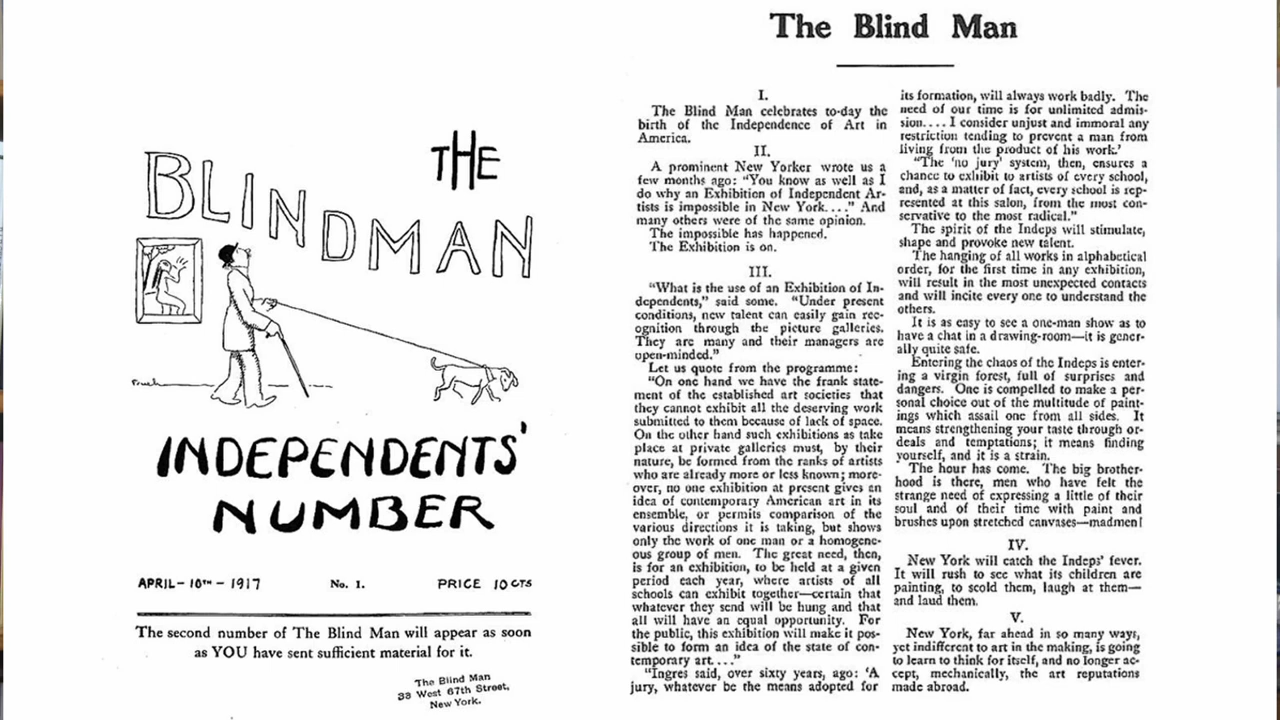 THE
BLINDMAN
INDEPENDENTS'
NUMBER
APRIL-10TH-1917 No. 1. PRICE 10 CTS
The second number of The Blind Man will appear as soon
as YOU have sent sufficient material for it.
The Blind Man
33 West 67th Street,
New York.
The Blind Man
I.
The Blind Man celebrates to-day the
birth of the Independence of Art in
America.
II.
A prominent New Yorker wrote us a
few months ago: "You know as well as I
do why an Exhibition of Independent Ar-
tists is impossible in New York...." And
many others were of the same opinion.
The impossible has happened.
The Exhibition is on.
III.
"What is the use of an Exhibition of In-
dependents," said some. "Under present
conditions, new talent can easily gain rec-
ognition through the picture galleries.
They are many and their managers are
open-minded."
Let us quote from the programme:
"On one hand we have the frank state-
ment of the established art societies that
they cannot exhibit all the deserving work
submitted to them because of lack of space.
On the other hand such exhibitions as take
place at private galleries must, by their
nature, be formed from the ranks of artists
who are already more or less known; more-
over, no one exhibition at present gives an
idea of contemporary American art in its
ensemble, or permits comparison of the
various directions it is taking, but shows
only the work of one man or a homogene-
ous group of men. The great need, then,
is for an exhibition, to be held at a given
period each year, where artists of all
schools can exhibit together—certain that
whatever they send will be hung and that
all will have an equal opportunity. For
the public, this exhibition will make it pos-
sible to form an idea of the state of con-
temporary art...."
"Ingres said, over sixty years, ago: 'A
jury, whatever be the means adopted for
its formation, will always work badly. The
need of our time is for unlimited admis-
sion.... I consider unjust and immoral any
restriction tending to prevent a man from
living from the product of his work.'
"The 'no jury' system, then, ensures a
chance to exhibit to artists of every school,
and, as a matter of fact, every school is rep-
resented at this salon, from the most con-
servative to the most radical."
The spirit of the Indeps will stimulate,
shape and provoke new talent.
The hanging of all works in alphabetical
order, for the first time in any exhibition,
will result in the most unexpected contacts
and will incite every one to understand the
others.
It is as easy to see a one-man show as to
have a chat in a drawing-room—it is gener-
ally quite safe.
Entering the chaos of the Indeps is enter-
ing a virgin forest, full of surprises and
dangers. One is compelled to make a per-
sonal choice out of the multitude of paint-
ings which assail one from all sides. It
means strengthening your taste through or-
deals and temptations; it means finding
yourself, and it is a strain.
The hour has come. The big brother-
hood is there, men who have felt the
strange need of expressing a little of their
soul and of their time with paint and
brushes upon stretched canvases—madmen!
IV.
New York will catch the Indeps' fever.
It will rush to see what its children are
painting, to scold them, laugh at them—
and laud them.
V.
New York, far ahead in so many ways,
yet indifferent to art in the making, is going
to learn to think for itself, and no longer ac-
cept, mechanically, the art reputations
made abroad.